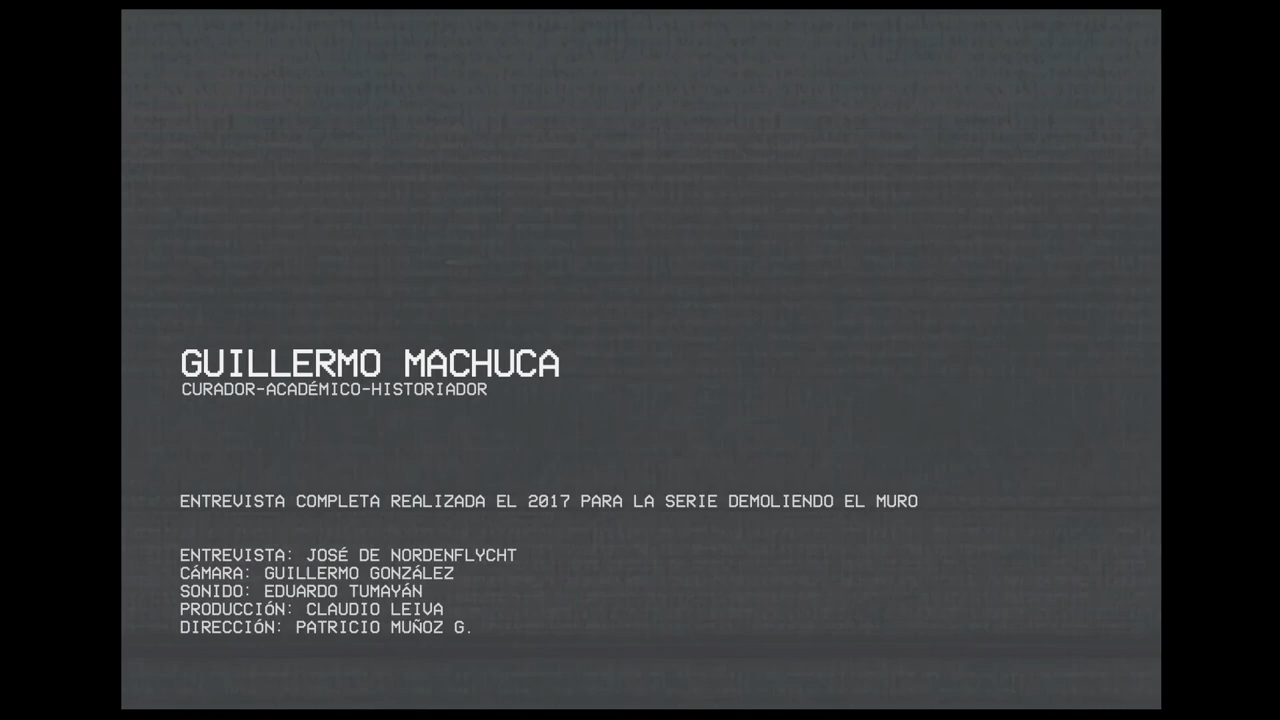 GUILLERMO MACHUCA
CURADOR-ACADÉMICO-HISTORIADOR
ENTREVISTA COMPLETA REALIZADA EL 2017 PARA LA SERIE DEMOLIENDO EL MURO
ENTREVISTA: JOSÉ DE NORDENFLYCHT
CÁMARA: GUILLERMO GONZÁLEZ
SONIDO: EDUARDO TUMAYÁN
PRODUCCIÓN: CLAUDIO LEIVA
DIRECCIÓN: PATRICIO MUÑOZ G.